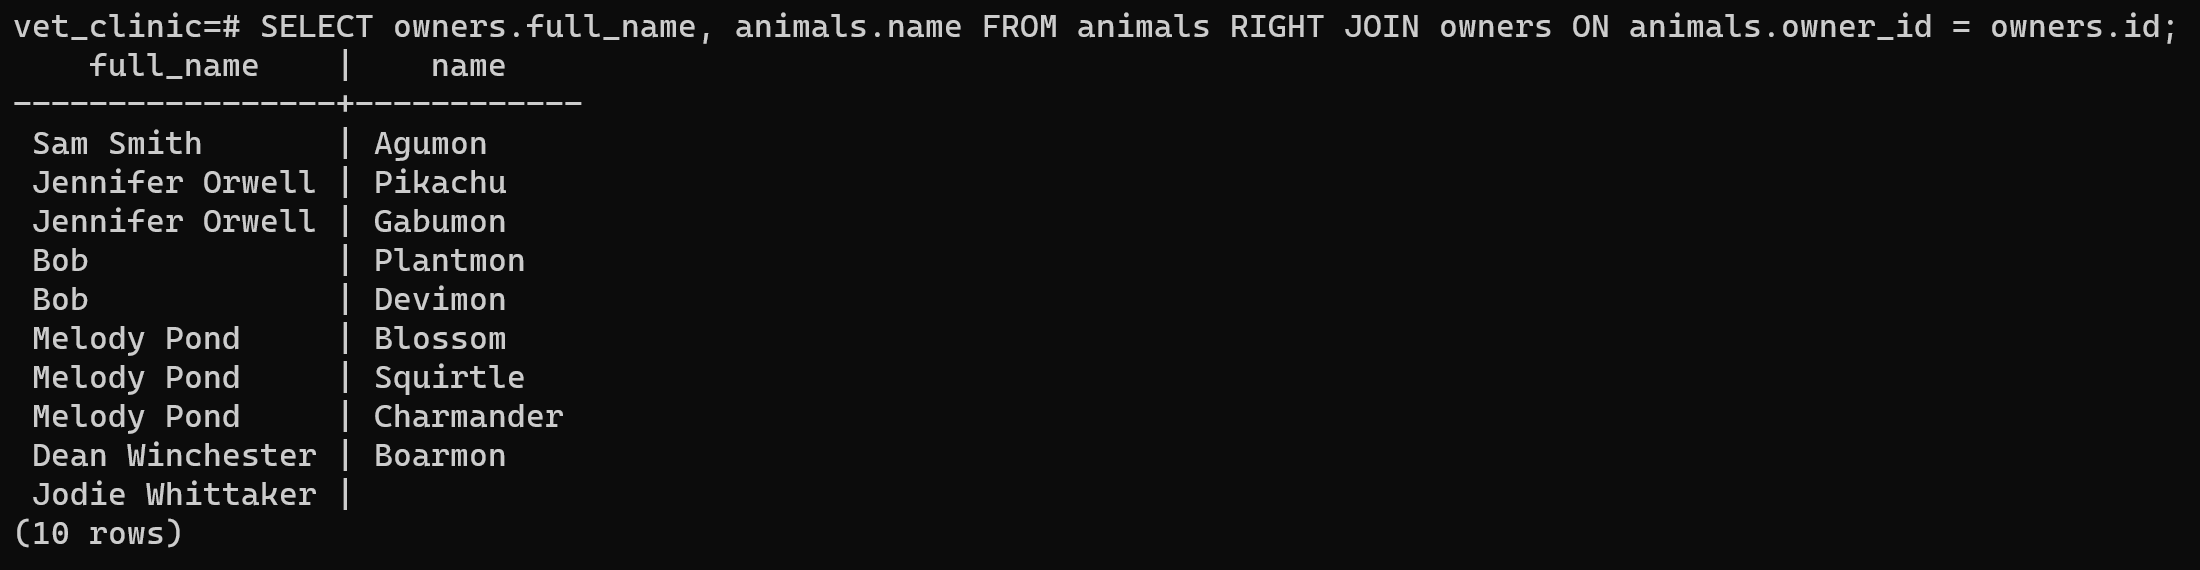 vet_clinic=# SELECT owners.full_name, animals.name FROM animals RIGHT JOIN owners ON animals.owner_id = owners.id;
    full_name    |    name
-----------------+------------
 Sam Smith       | Agumon
 Jennifer Orwell | Pikachu
 Jennifer Orwell | Gabumon
 Bob             | Plantmon
 Bob             | Devimon
 Melody Pond     | Blossom
 Melody Pond     | Squirtle
 Melody Pond     | Charmander
 Dean Winchester | Boarmon
 Jodie Whittaker |
(10 rows)